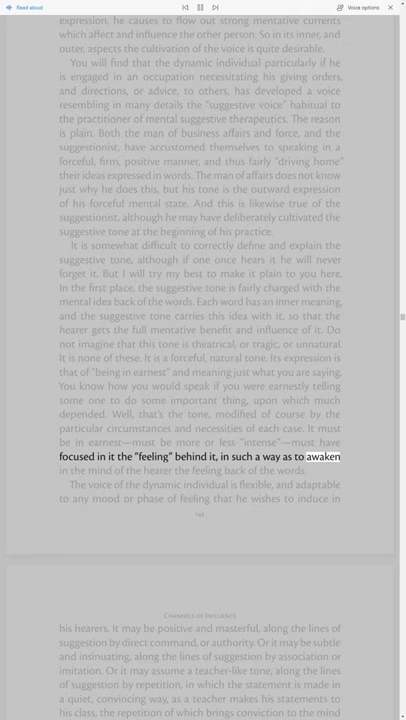 Read aloud
Voice options
expression, he causes to flow out strong mentative currents
which affect and influence the other person. So in its inner, and
outer, aspects the cultivation of the voice is quite desirable.
You will find that the dynamic individual particularly if he
is engaged in an occupation necessitating his giving orders,
and directions, or advice, to others, has developed a voice
resembling in many details the "suggestive voice" habitual to
the practitioner of mental suggestive therapeutics. The reason
is plain. Both the man of business affairs and force, and the
suggestionist, have accustomed themselves to speaking in a
forceful, firm, positive manner, and thus fairly "driving home"
their ideas expressed in words. The man of affairs does not know
just why he does this, but his tone is the outward expression
of his forceful mental state. And this is likewise true of the
suggestionist, although he may have deliberately cultivated the
suggestive tone at the beginning of his practice.
It is somewhat difficult to correctly define and explain the
suggestive tone, although if one once hears it he will never
forget it. But I will try my best to make it plain to you here.
In the first place, the suggestive tone is fairly charged with the
mental idea back of the words. Each word has an inner meaning,
and the suggestive tone carries this idea with it, so that the
hearer gets the full mentative benefit and influence of it. Do
not imagine that this tone is theatrical, or tragic, or unnatural.
It is none of these. It is a forceful, natural tone. Its expression is
that of "being in earnest" and meaning just what you are saying.
You know how you would speak if you were earnestly telling
some one to do some important thing, upon which much
depended. Well, that's the tone, modified of course by the
particular circumstances and necessities of each case. It must
be in earnest—must be more or less "intense"—must have
focused in it the "feeling" behind it, in such a way as to awaken
in the mind of the hearer the feeling back of the words.
The voice of the dynamic individual is flexible, and adaptable
to any mood or phase of feeling that he wishes to induce in
Channels of Influence
his hearers. It may be positive and masterful, along the lines of
suggestion by direct command, or authority. Or it may be subtle
and insinuating, along the lines of suggestion by association or
imitation. Or it may assume a teacher-like tone, along the lines
of suggestion by repetition, in which the statement is made in
a quiet, convincing way, as a teacher makes his statements to
his class, the repetition of which brings conviction to the mind